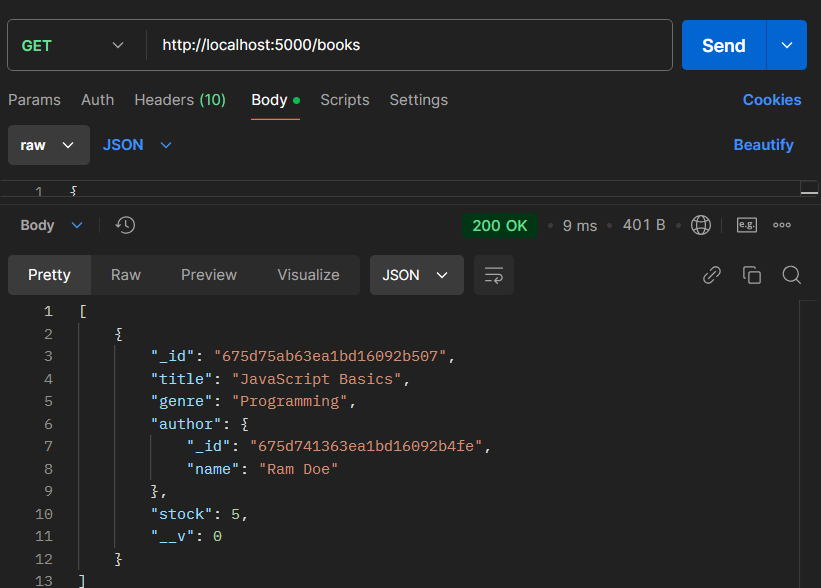 GET http://localhost:5000/books Send
Params Auth Headers (10) Body Scripts Settings Cookies
raw JSON Beautify
1 {
Body 200 OK 9 ms 401 B e.g.
Pretty Raw Preview Visualize JSON
1 [
2 {
3 "_id": "675d75ab63ea1bd16092b507",
4 "title": "JavaScript Basics",
5 "genre": "Programming",
6 "author": {
7 "_id": "675d741363ea1bd16092b4fe",
8 "name": "Ram Doe"
9 },
10 "stock": 5,
11 "__v": 0
12 }
13 ]